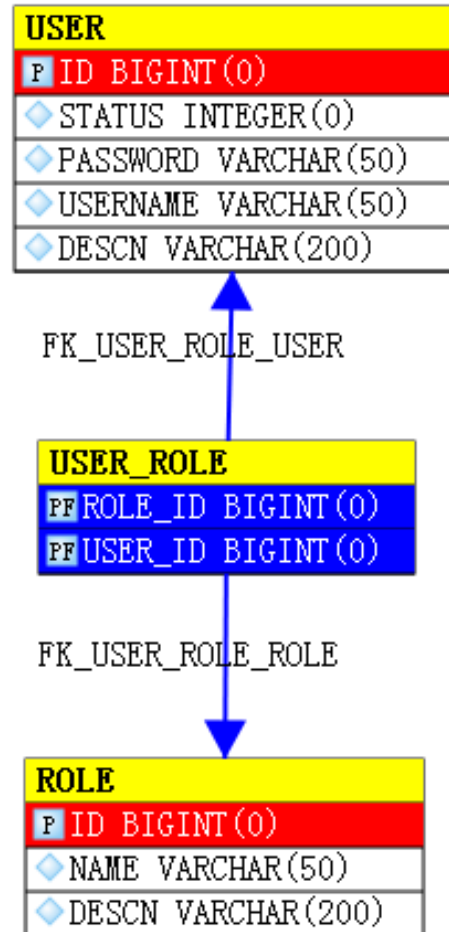 USER
P ID BIGINT(0)
STATUS INTEGER(0)
PASSWORD VARCHAR(50)
USERNAME VARCHAR(50)
DESCN VARCHAR(200)
FK_USER_ROLE_USER
USER_ROLE
PF ROLE_ID BIGINT(0)
PF USER_ID BIGINT(0)
FK_USER_ROLE_ROLE
ROLE
P ID BIGINT(0)
NAME VARCHAR(50)
DESCN VARCHAR(200)